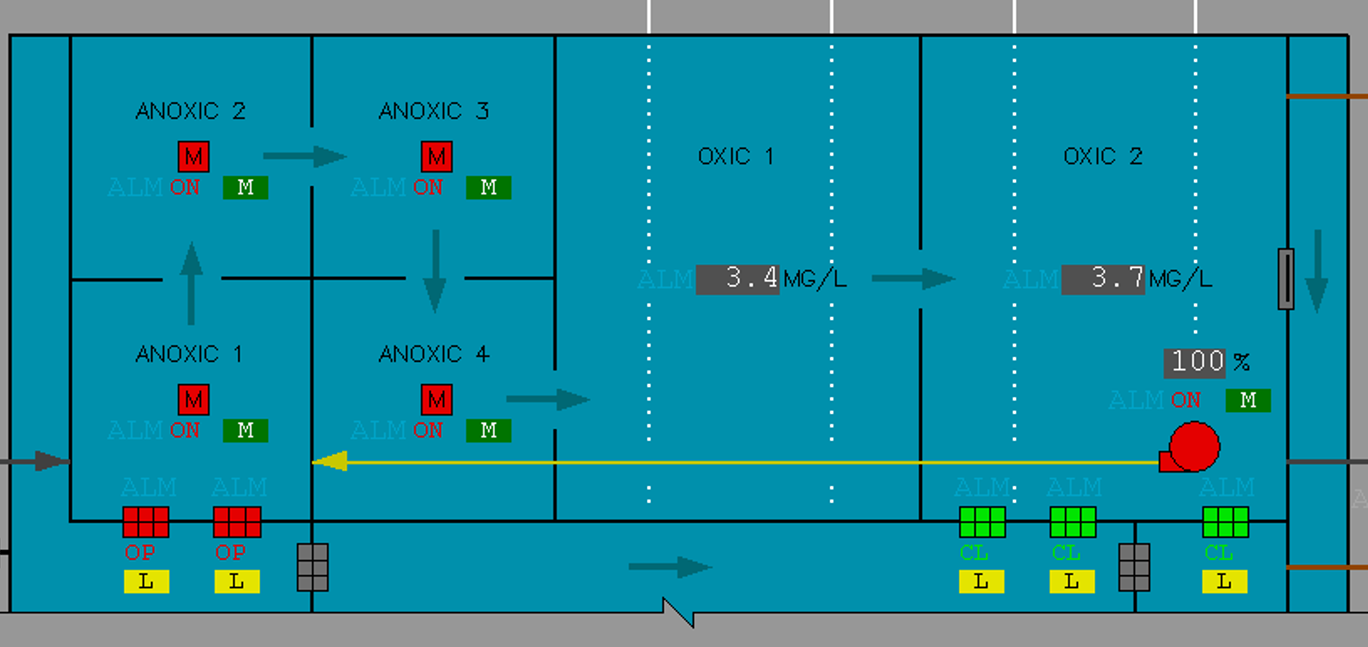 ANOXIC 2
M
ALM ON M
ANOXIC 3
M
ALM ON M
OXIC 1
OXIC 2
ALM 3.4 MG/L
ALM 3.7 MG/L
ANOXIC 1
M
ALM ON M
ANOXIC 4
M
ALM ON M
100 %
ALM ON M
ALM ALM
OP OP
L L
ALM ALM ALM
CL CL CL
L L L
A